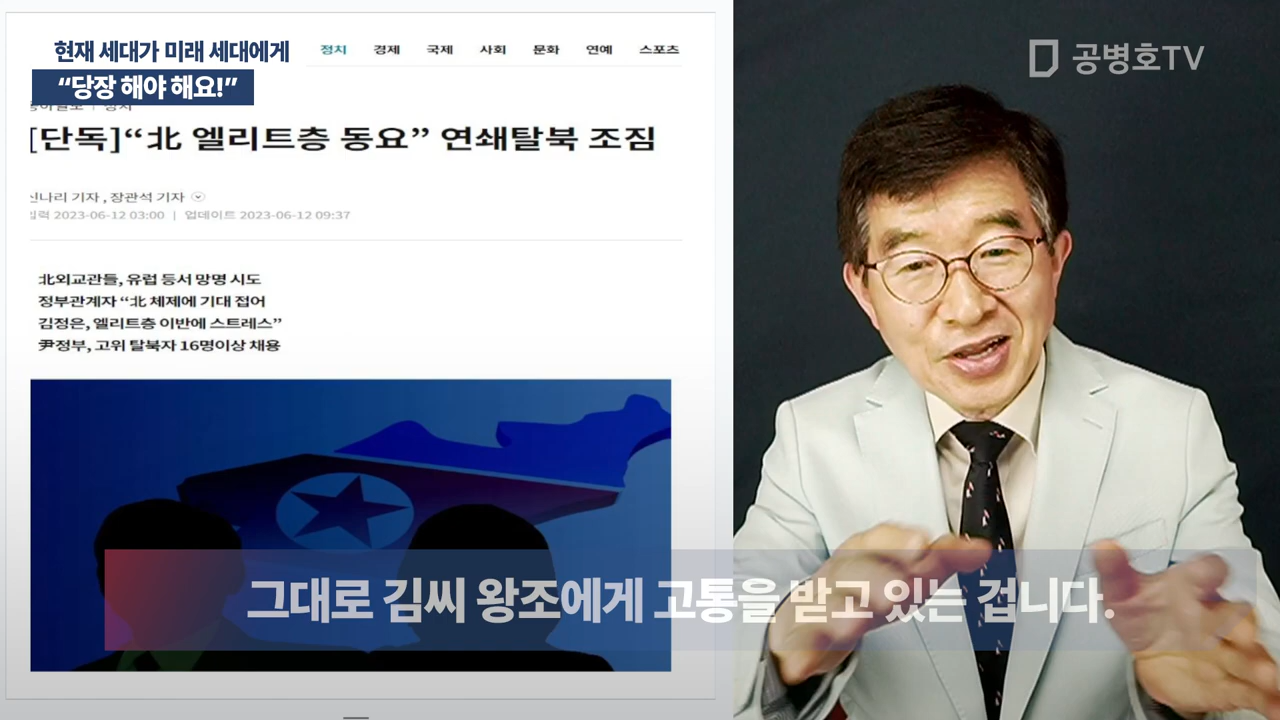 현재 세대가 미래 세대에게
“당장 해야 해요!”
정치 경제 국제 사회 문화 연예 스포츠
공병호TV
[단독]“北 엘리트층 동요” 연쇄탈북 조짐
기자 , 장관석 기자
2023-06-12 03:00 | 업데이트 2023-06-12 09:37
北외교관들, 유럽 등서 망명 시도
정부관계자 “北 체제에 기대 접어
김정은, 엘리트층 이반에 스트레스”
尹정부, 고위 탈북자 16명이상 채용
그대로 김씨 왕조에게 고통을 받고 있는 겁니다.